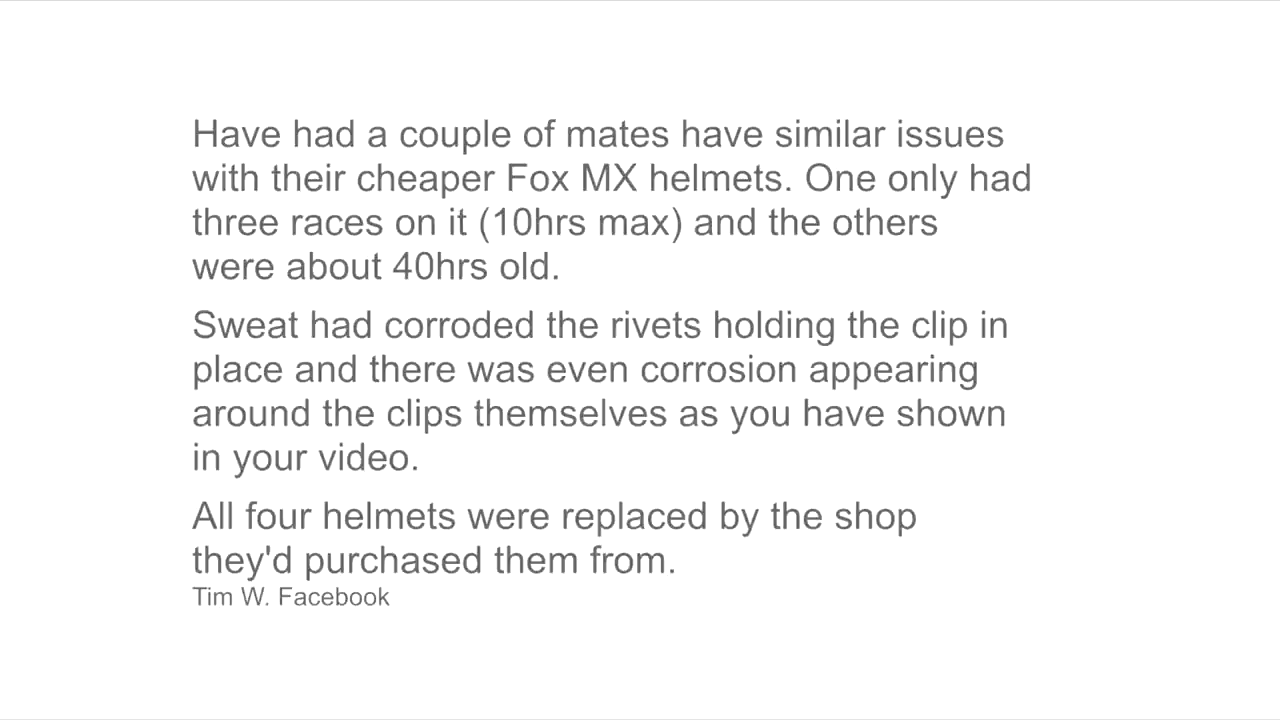 Have had a couple of mates have similar issues
with their cheaper Fox MX helmets. One only had
three races on it (10hrs max) and the others
were about 40hrs old.
Sweat had corroded the rivets holding the clip in
place and there was even corrosion appearing
around the clips themselves as you have shown
in your video.
All four helmets were replaced by the shop
they'd purchased them from.
Tim W. Facebook